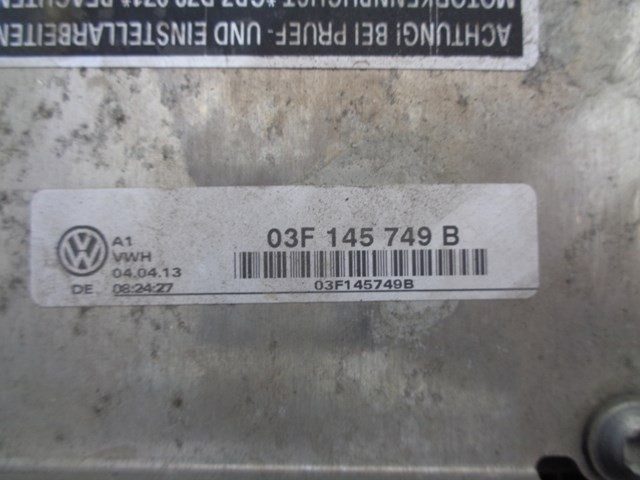 ACHTUNG! BEI PRUEF- UND EINSTELLARBEITEN
03F 145 749 B
A1
VWH
04.04.13
DE 08:24:27
03F145749B